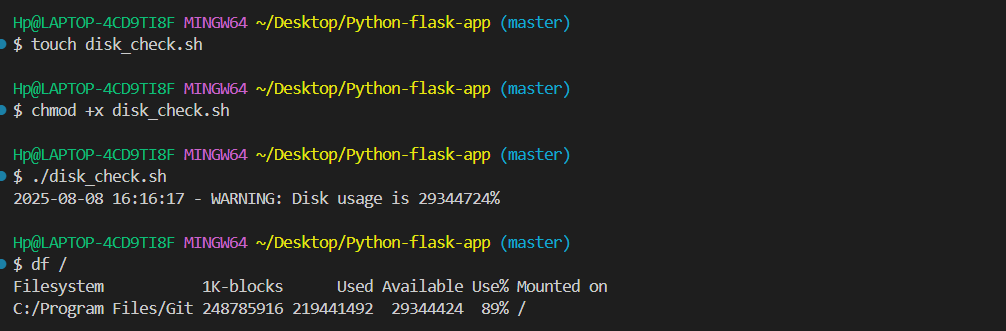 Hp@LAPTOP-4CD9TI8F MINGW64 ~/Desktop/Python-flask-app (master)
$ touch disk_check.sh
Hp@LAPTOP-4CD9TI8F MINGW64 ~/Desktop/Python-flask-app (master)
$ chmod +x disk_check.sh
Hp@LAPTOP-4CD9TI8F MINGW64 ~/Desktop/Python-flask-app (master)
$ ./disk_check.sh
2025-08-08 16:16:17 - WARNING: Disk usage is 29344724%
Hp@LAPTOP-4CD9TI8F MINGW64 ~/Desktop/Python-flask-app (master)
$ df /
Filesystem 1K-blocks Used Available Use% Mounted on
C:/Program Files/Git 248785916 219441492 29344424 89% /